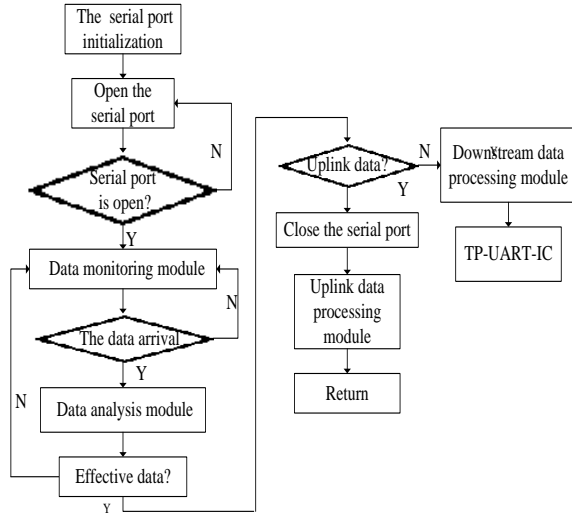 The serial port
initialization
Open the
serial port
N
Serial port
is open?
Y
Data monitoring module
N
The data arrival
Y
N
Data analysis module
Effective data?
Y
Uplink data?
N
Y
Downstream data
processing module
Close the serial port
TP-UART-IC
Uplink data
processing
module
Return